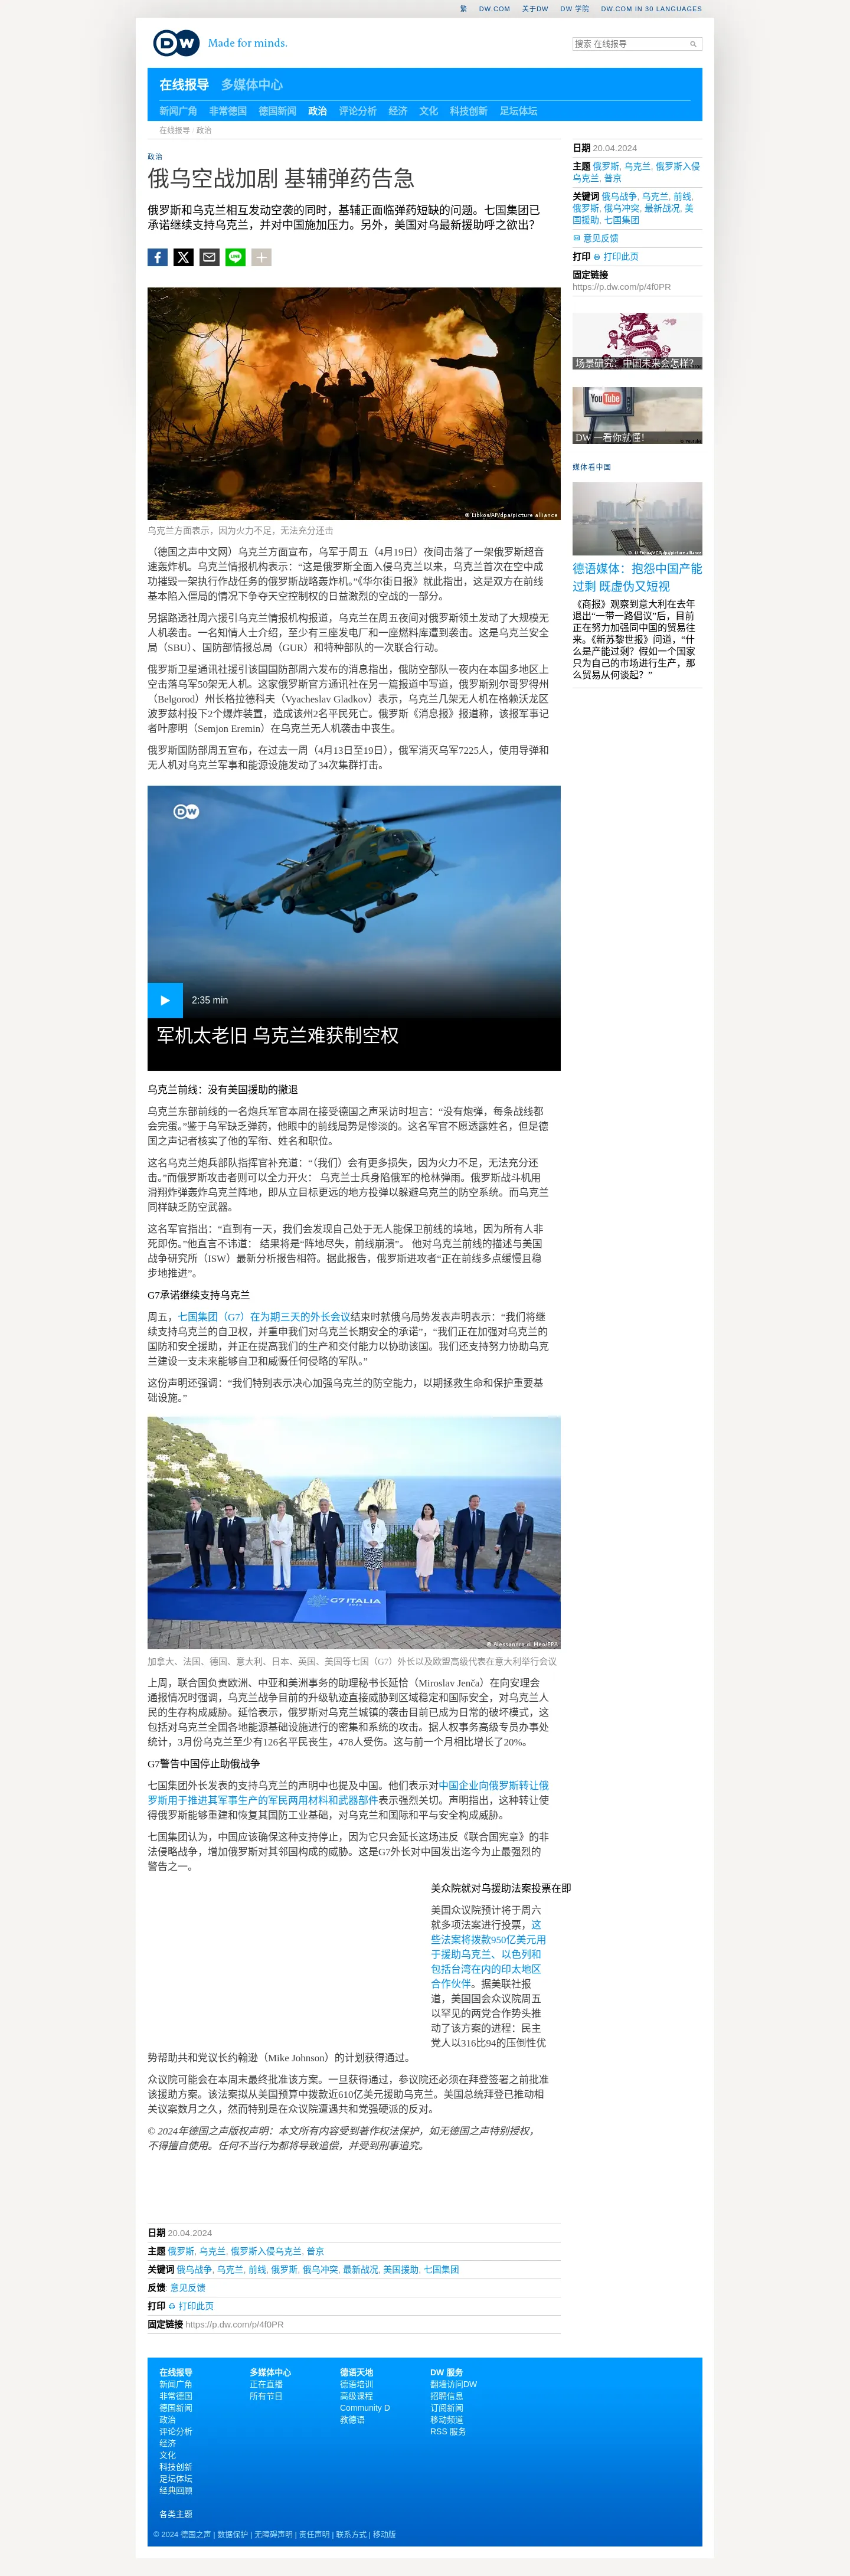 繁 DW.COM 关于DW DW 学院 DW.COM IN 30 LANGUAGES
DW Made for minds.
搜索 在线报导
在线报导 多媒体中心
新闻广角 非常德国 德国新闻 政治 评论分析 经济 文化 科技创新 足坛体坛
在线报导 / 政治
政治
俄乌空战加剧 基辅弹药告急
俄罗斯和乌克兰相互发动空袭的同时，基辅正面临弹药短缺的问题。七国集团已
承诺继续支持乌克兰，并对中国施加压力。另外，美国对乌最新援助呼之欲出？
© Libkos/AP/dpa/picture alliance
乌克兰方面表示，因为火力不足，无法充分还击
（德国之声中文网）乌克兰方面宣布，乌军于周五（4月19日）夜间击落了一架俄罗斯超音
速轰炸机。乌克兰情报机构表示：“这是俄罗斯全面入侵乌克兰以来，乌克兰首次在空中成
功摧毁一架执行作战任务的俄罗斯战略轰炸机。”《华尔街日报》就此指出，这是双方在前线
基本陷入僵局的情况下争夺天空控制权的日益激烈的空战的一部分。
另据路透社周六援引乌克兰情报机构报道，乌克兰在周五夜间对俄罗斯领土发动了大规模无
人机袭击。一名知情人士介绍，至少有三座发电厂和一座燃料库遭到袭击。这是乌克兰安全
局（SBU）、国防部情报总局（GUR）和特种部队的一次联合行动。
俄罗斯卫星通讯社援引该国国防部周六发布的消息指出，俄防空部队一夜内在本国多地区上
空击落乌军50架无人机。这家俄罗斯官方通讯社在另一篇报道中写道，俄罗斯别尔哥罗得州
（Belgorod）州长格拉德科夫（Vyacheslav Gladkov）表示，乌克兰几架无人机在格赖沃龙区
波罗兹村投下2个爆炸装置，造成该州2名平民死亡。俄罗斯《消息报》报道称，该报军事记
者叶廖明（Semjon Eremin）在乌克兰无人机袭击中丧生。
俄罗斯国防部周五宣布，在过去一周（4月13日至19日），俄军消灭乌军7225人，使用导弹和
无人机对乌克兰军事和能源设施发动了34次集群打击。
DW
2:35 min
军机太老旧 乌克兰难获制空权
乌克兰前线：没有美国援助的撤退
乌克兰东部前线的一名炮兵军官本周在接受德国之声采访时坦言：“没有炮弹，每条战线都
会完蛋。”鉴于乌军缺乏弹药，他眼中的前线局势是惨淡的。这名军官不愿透露姓名，但是德
国之声记者核实了他的军衔、姓名和职位。
这名乌克兰炮兵部队指挥官补充道：“（我们）会有更多损失，因为火力不足，无法充分还
击。”而俄罗斯攻击者则可以全力开火： 乌克兰士兵身陷俄军的枪林弹雨。俄罗斯战斗机用
滑翔炸弹轰炸乌克兰阵地，即从立目标更远的地方投弹以躲避乌克兰的防空系统。而乌克兰
同样缺乏防空武器。
这名军官指出：“直到有一天，我们会发现自己处于无人能保卫前线的境地，因为所有人非
死即伤。”他直言不讳道： 结果将是“阵地尽失，前线崩溃”。 他对乌克兰前线的描述与美国
战争研究所（ISW）最新分析报告相符。据此报告，俄罗斯进攻者“正在前线多点缓慢且稳
步地推进”。
G7承诺继续支持乌克兰
周五，七国集团（G7）在为期三天的外长会议结束时就俄乌局势发表声明表示：“我们将继
续支持乌克兰的自卫权，并重申我们对乌克兰长期安全的承诺”，“我们正在加强对乌克兰的
国防和安全援助，并正在提高我们的生产和交付能力以协助该国。我们还支持努力协助乌克
兰建设一支未来能够自卫和威慑任何侵略的军队。”
这份声明还强调：“我们特别表示决心加强乌克兰的防空能力，以期拯救生命和保护重要基
础设施。”
G7 ITALIA
© Alessandro di Meo/EPA
加拿大、法国、德国、意大利、日本、英国、美国等七国（G7）外长以及欧盟高级代表在意大利举行会议
上周，联合国负责欧洲、中亚和美洲事务的助理秘书长延恰（Miroslav Jenča）在向安理会
通报情况时强调，乌克兰战争目前的升级轨迹直接威胁到区域稳定和国际安全，对乌克兰人
民的生存构成威胁。延恰表示，俄罗斯对乌克兰城镇的袭击目前已成为日常的破坏模式，这
包括对乌克兰全国各地能源基础设施进行的密集和系统的攻击。据人权事务高级专员办事处
统计，3月份乌克兰至少有126名平民丧生，478人受伤。这与前一个月相比增长了20%。
G7警告中国停止助俄战争
七国集团外长发表的支持乌克兰的声明中也提及中国。他们表示对中国企业向俄罗斯转让俄
罗斯用于推进其军事生产的军民两用材料和武器部件表示强烈关切。声明指出，这种转让使
得俄罗斯能够重建和恢复其国防工业基础，对乌克兰和国际和平与安全构成威胁。
七国集团认为，中国应该确保这种支持停止，因为它只会延长这场违反《联合国宪章》的非
法侵略战争，增加俄罗斯对其邻国构成的威胁。这是G7外长对中国发出迄今为止最强烈的
警告之一。
美众院就对乌援助法案投票在即
美国众议院预计将于周六
就多项法案进行投票，这
些法案将拨款950亿美元用
于援助乌克兰、以色列和
包括台湾在内的印太地区
合作伙伴。据美联社报
道，美国国会众议院周五
以罕见的两党合作势头推
动了该方案的进程：民主
党人以316比94的压倒性优
势帮助共和党议长约翰逊（Mike Johnson）的计划获得通过。
众议院可能会在本周末最终批准该方案。一旦获得通过，参议院还必须在拜登签署之前批准
该援助方案。该法案拟从美国预算中拨款近610亿美元援助乌克兰。美国总统拜登已推动相
关议案数月之久，然而特别是在众议院遭遇共和党强硬派的反对。
© 2024年德国之声版权声明：本文所有内容受到著作权法保护，如无德国之声特别授权，
不得擅自使用。任何不当行为都将导致追偿，并受到刑事追究。
日期 20.04.2024
主题 俄罗斯, 乌克兰, 俄罗斯入侵乌克兰, 普京
关键词 俄乌战争, 乌克兰, 前线, 俄罗斯, 俄乌冲突, 最新战况, 美国援助, 七国集团
反馈: 意见反馈
打印 打印此页
固定链接 https://p.dw.com/p/4f0PR
日期 20.04.2024
主题 俄罗斯, 乌克兰, 俄罗斯入侵
乌克兰, 普京
关键词 俄乌战争, 乌克兰, 前线,
俄罗斯, 俄乌冲突, 最新战况, 美
国援助, 七国集团
意见反馈
打印 打印此页
固定链接
https://p.dw.com/p/4f0PR
场景研究：中国未来会怎样？
YouTube
DW 一看你就懂！
媒体看中国
德语媒体：抱怨中国产能
过剩 既虚伪又短视
《商报》观察到意大利在去年
退出“一带一路倡议”后，目前
正在努力加强同中国的贸易往
来。《新苏黎世报》问道，“什
么是产能过剩？假如一个国家
只为自己的市场进行生产，那
么贸易从何谈起？”
在线报导
新闻广角
非常德国
德国新闻
政治
评论分析
经济
文化
科技创新
足坛体坛
经典回顾
各类主题
多媒体中心
正在直播
所有节目
德语天地
德语培训
高级课程
Community D
教德语
DW 服务
翻墙访问DW
招聘信息
订阅新闻
移动频道
RSS 服务
© 2024 德国之声 | 数据保护 | 无障碍声明 | 责任声明 | 联系方式 | 移动版